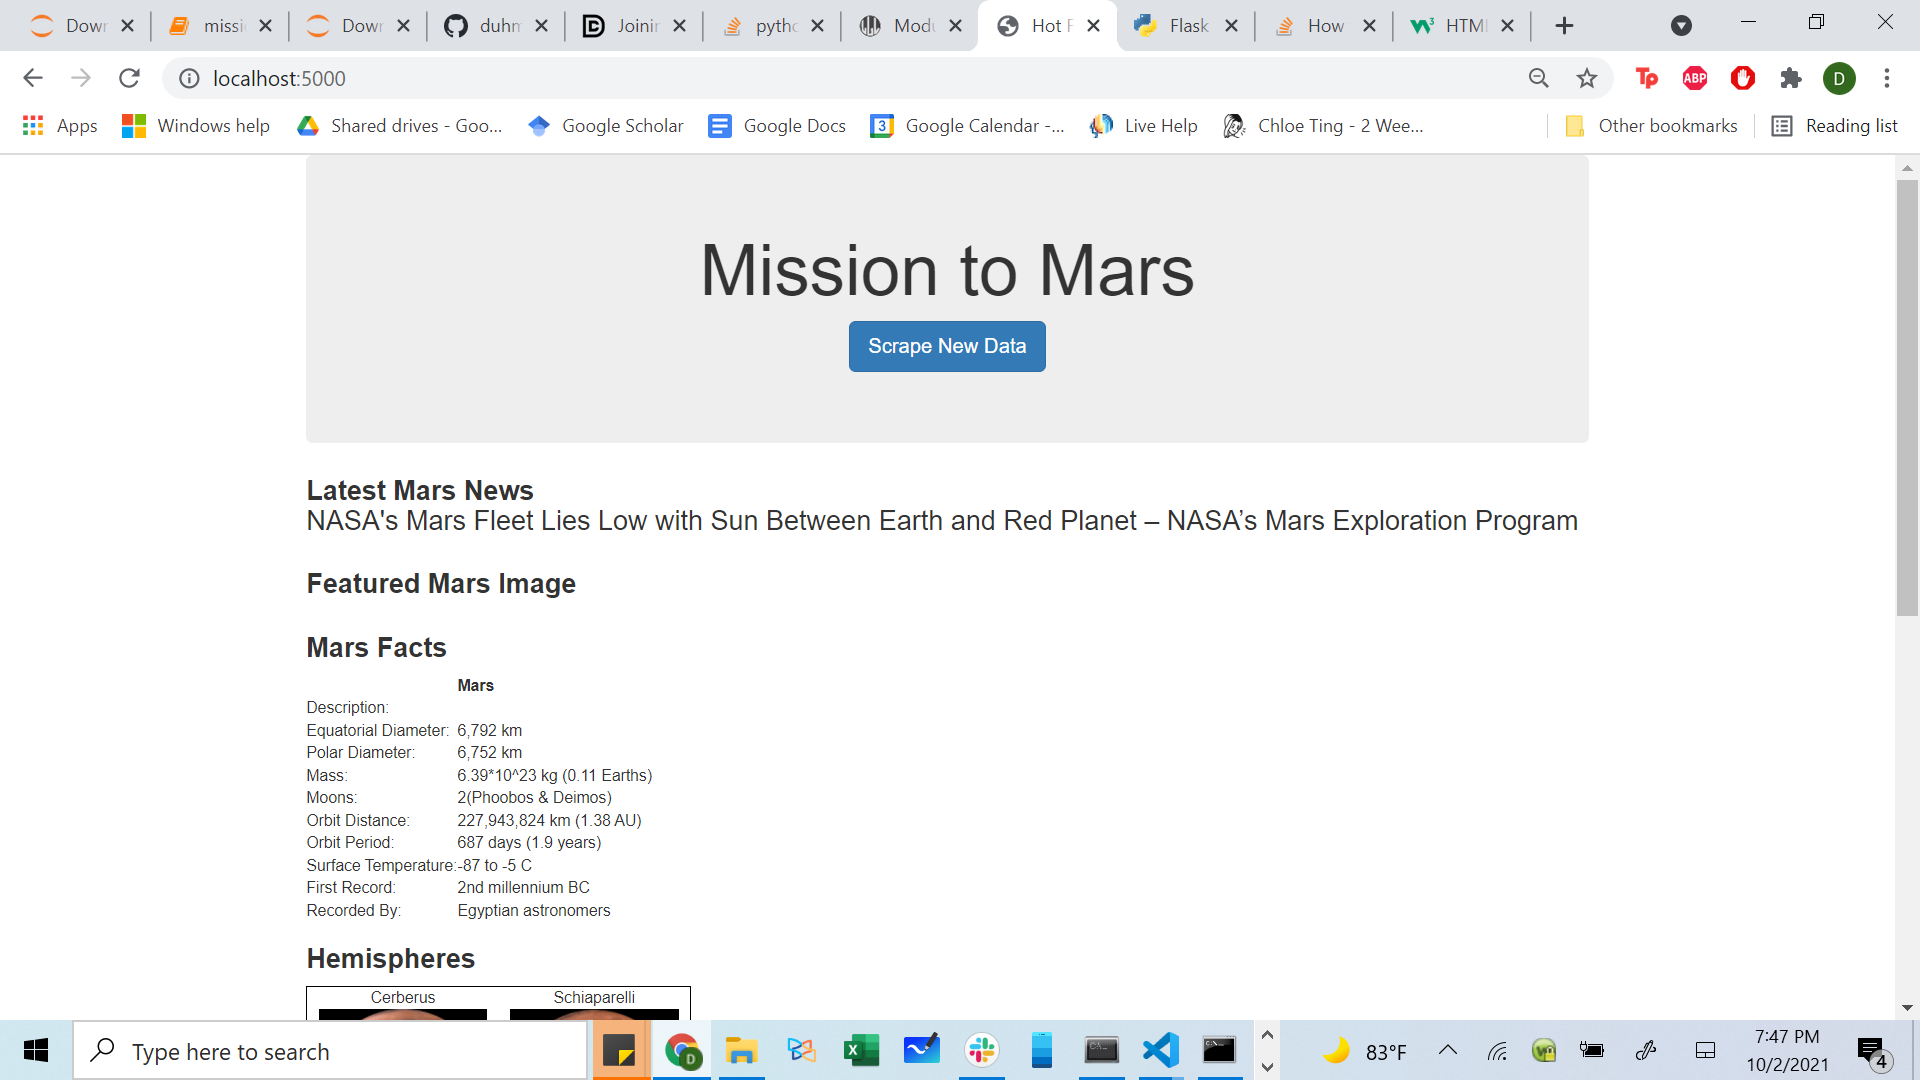 Dowr
missi
Dowr
duhm
Joinin
pytho
Modu
Hot F
Flask
How
HTML
localhost:5000
Tp
ABP
D
Apps
Windows help
Shared drives - Goo...
Google Scholar
Google Docs
3
Google Calendar -...
Live Help
Chloe Ting - 2 Wee...
Other bookmarks
Reading list
Mission to Mars
Scrape New Data
Latest Mars News
NASA's Mars Fleet Lies Low with Sun Between Earth and Red Planet – NASA’s Mars Exploration Program
Featured Mars Image
Mars Facts
Mars
Description:
Equatorial Diameter: 6,792 km
Polar Diameter: 6,752 km
Mass: 6.39*10^23 kg (0.11 Earths)
Moons: 2(Phoobos & Deimos)
Orbit Distance: 227,943,824 km (1.38 AU)
Orbit Period: 687 days (1.9 years)
Surface Temperature: -87 to -5 C
First Record: 2nd millennium BC
Recorded By: Egyptian astronomers
Hemispheres
Cerberus Schiaparelli
Type here to search
83°F
7:47 PM
10/2/2021
4